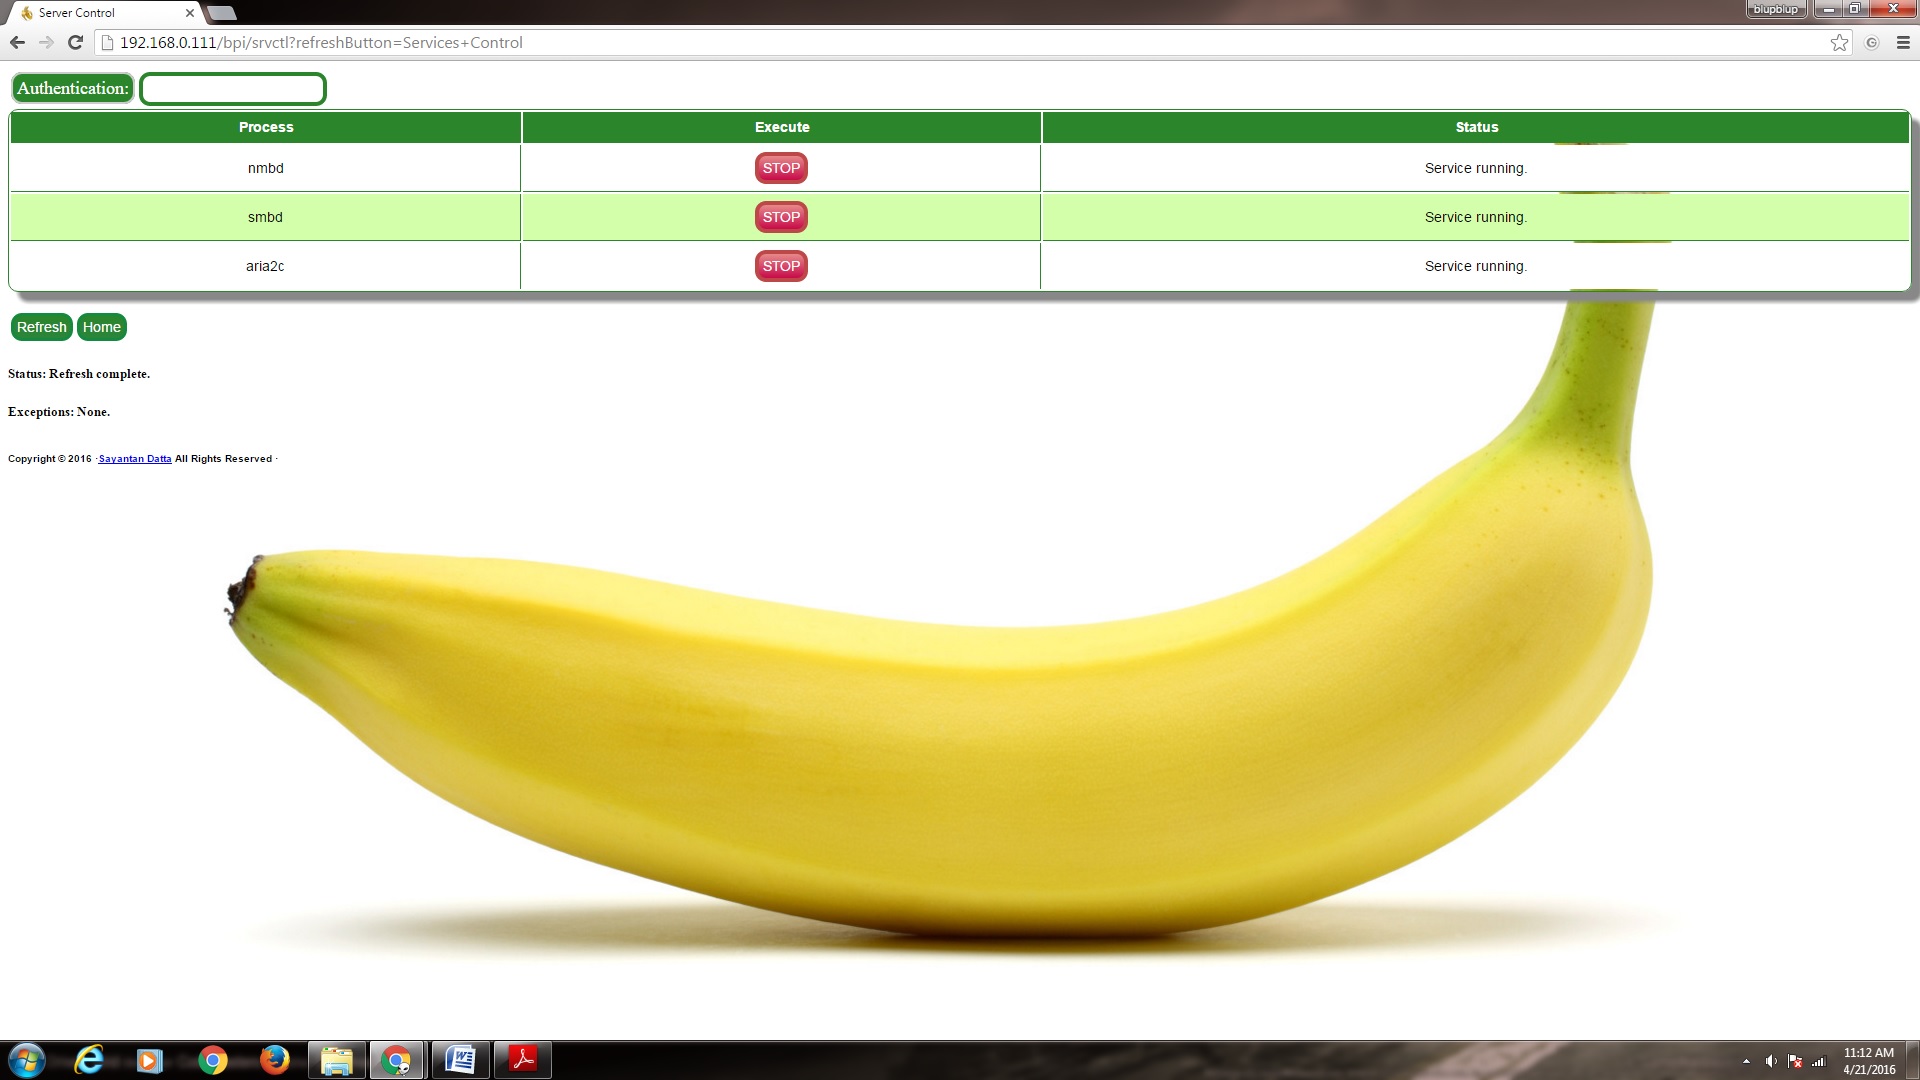 Server Control
blupblup
192.168.0.111/bpi/srvctl?refreshButton=Services+Control
Authentication:
Process Execute Status
nmbd STOP Service running.
smbd STOP Service running.
aria2c STOP Service running.
Refresh Home
Status: Refresh complete.
Exceptions: None.
Copyright © 2016 ·Sayantan Datta All Rights Reserved ·
11:12 AM
4/21/2016